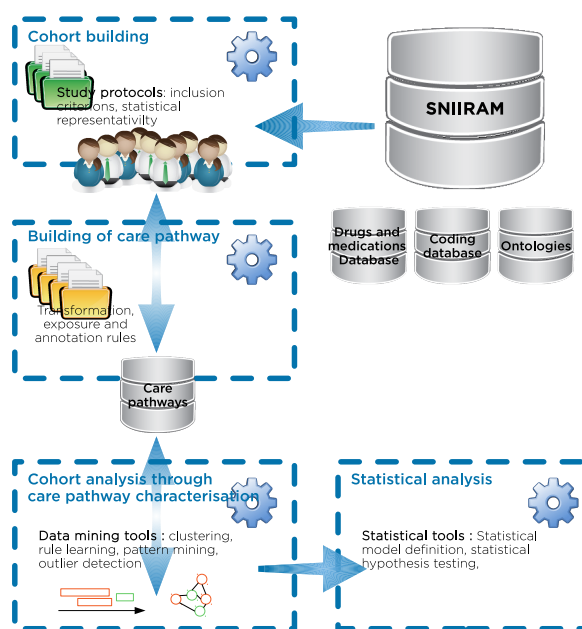 Cohort building
Study protocols: inclusion
criterions, statistical
representativilty
SNIIRAM
Drugs and
medications
Database
Coding
database
Ontologies
Building of care pathway
Transformation,
exposure and
annotation rules
Care
pathways
Cohort analysis through
care pathway characterisation
Data mining tools : clustering,
rule learning, pattern mining,
outlier detection
Statistical analysis
Statistical tools : Statistical
model definition, statistical
hypothesis testing,